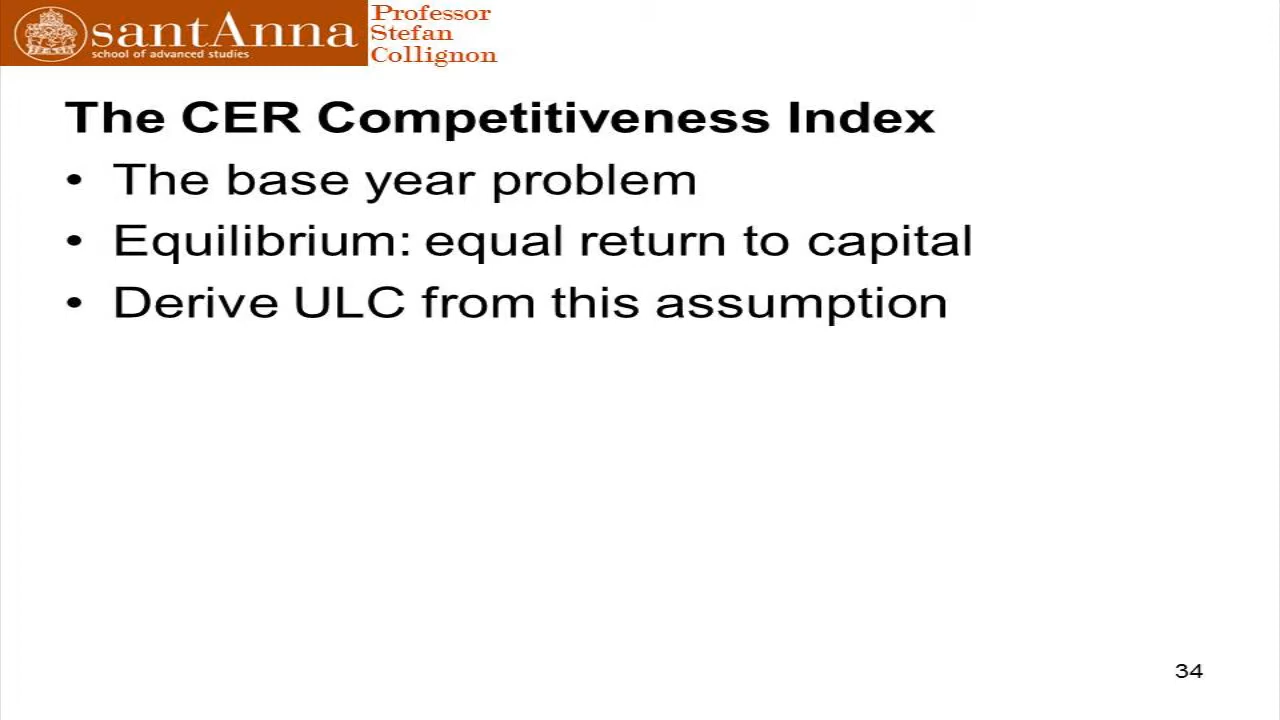 santAnna
school of advanced studies
Professor
Stefan
Collignon
The CER Competitiveness Index
• The base year problem
• Equilibrium: equal return to capital
• Derive ULC from this assumption
34